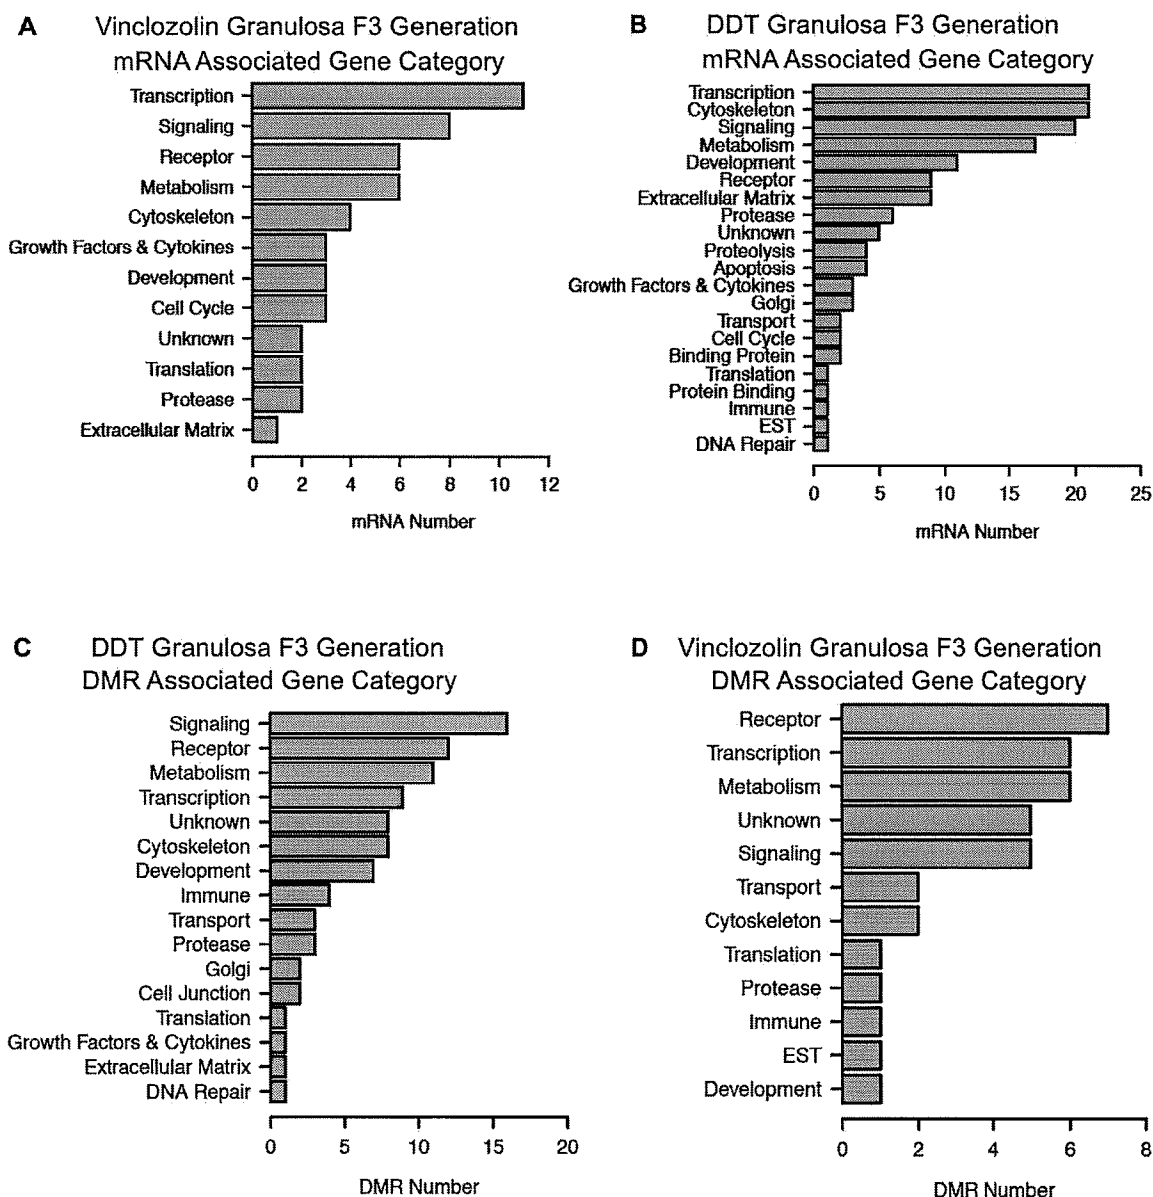 A Vinclozolin Granulosa F3 Generation
mRNA Associated Gene Category
Transcription
Signaling
Receptor
Metabolism
Cytoskeleton
Growth Factors & Cytokines
Development
Cell Cycle
Unknown
Translation
Protease
Extracellular Matrix
0 2 4 6 8 10 12
mRNA Number
B DDT Granulosa F3 Generation
mRNA Associated Gene Category
Transcription
Cytoskeleton
Signaling
Metabolism
Development
Receptor
Extracellular Matrix
Protease
Unknown
Proteolysis
Apoptosis
Growth Factors & Cytokines
Golgi
Transport
Cell Cycle
Binding Protein
Translation
Protein Binding
Immune
EST
DNA Repair
0 5 10 15 20 25
mRNA Number
C DDT Granulosa F3 Generation
DMR Associated Gene Category
Signaling
Receptor
Metabolism
Transcription
Unknown
Cytoskeleton
Development
Immune
Transport
Protease
Golgi
Cell Junction
Translation
Growth Factors & Cytokines
Extracellular Matrix
DNA Repair
0 5 10 15 20
DMR Number
D Vinclozolin Granulosa F3 Generation
DMR Associated Gene Category
Receptor
Transcription
Metabolism
Unknown
Signaling
Transport
Cytoskeleton
Translation
Protease
Immune
EST
Development
0 2 4 6 8
DMR Number